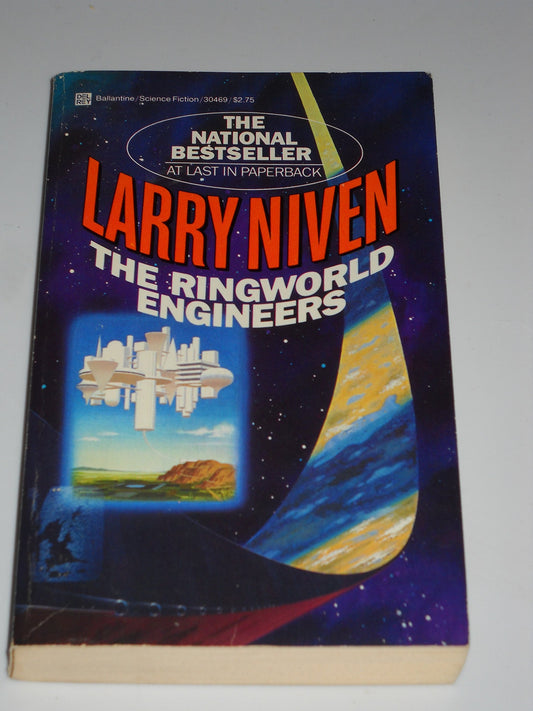 DEL
REY
Ballantine/Science Fiction/30469/$2.75
THE
NATIONAL
BESTSELLER
AT LAST IN PAPERBACK
LARRY NIVEN
THE RINGWORLD
ENGINEERS